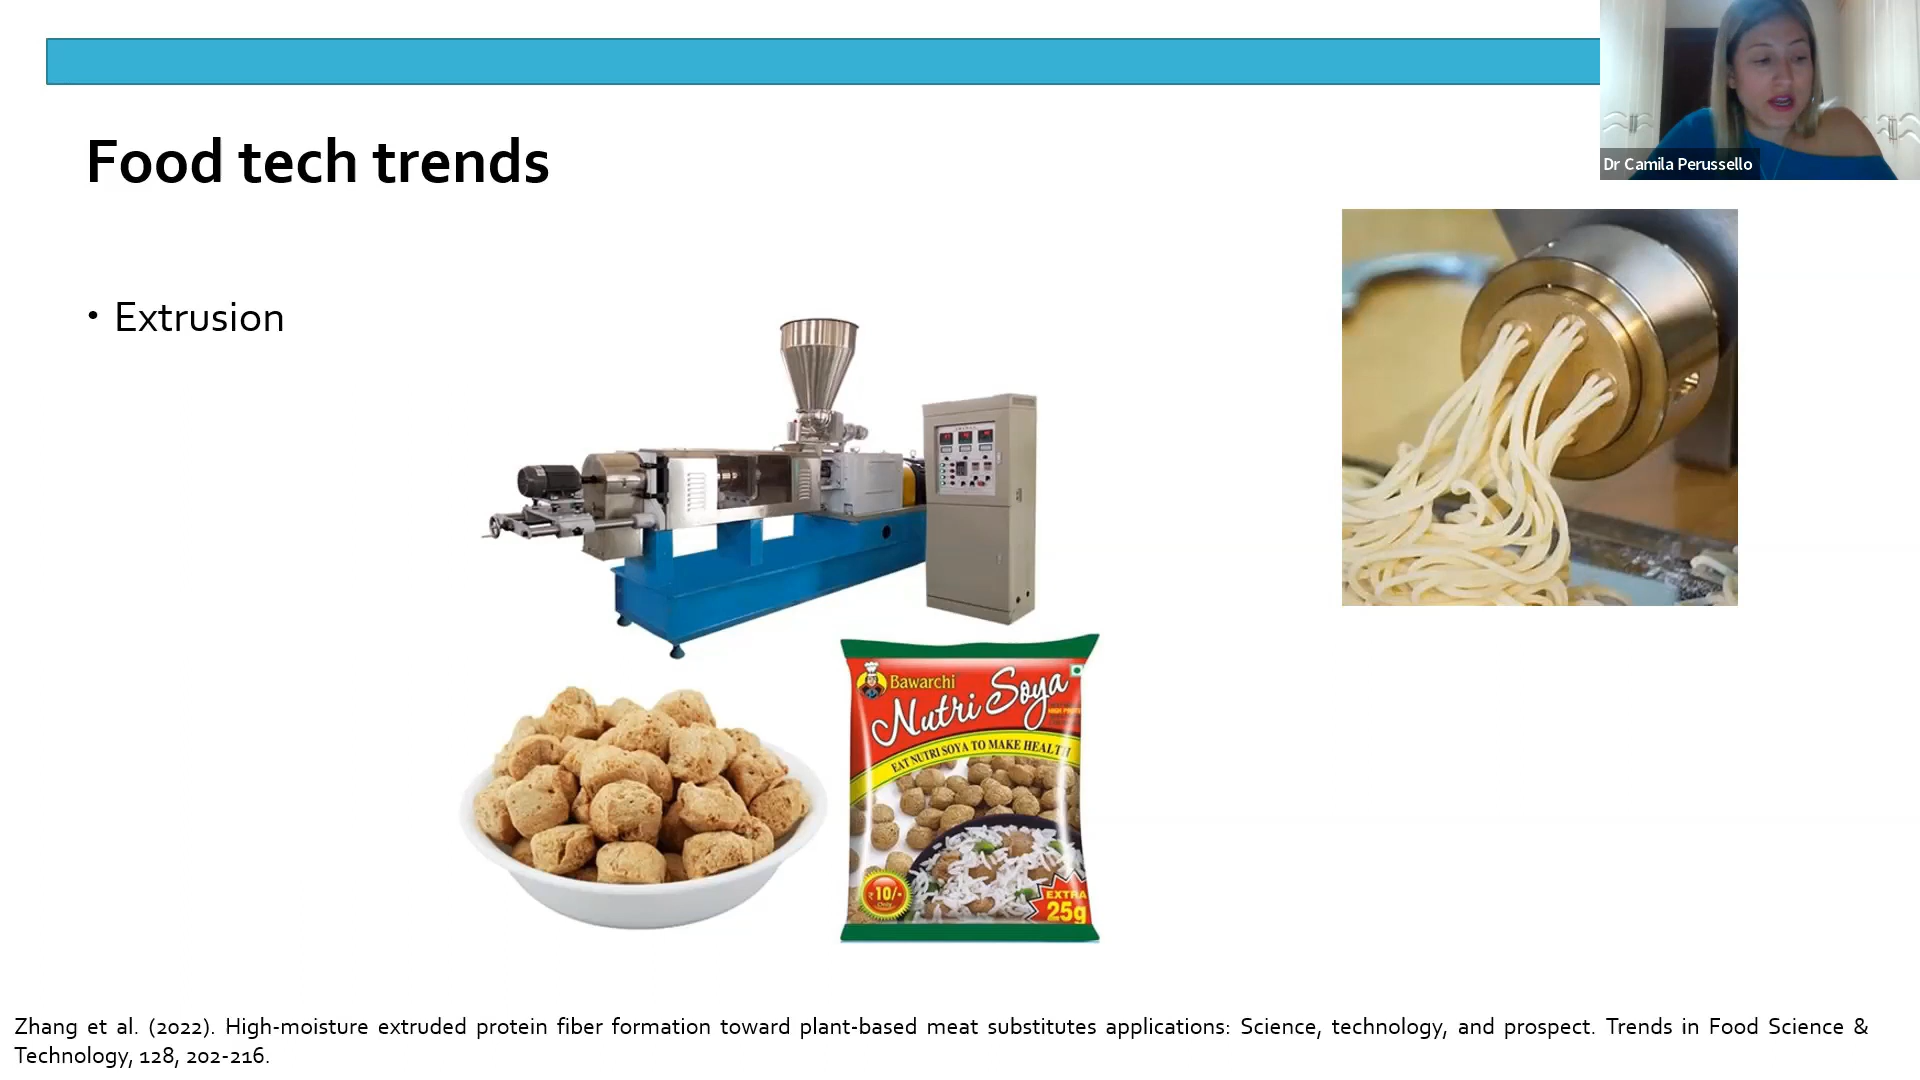 Dr Camila Perussello
Food tech trends
• Extrusion
Bawarchi
Nutri Soya
EAT NUTRI SOYA TO MAKE HEALTH
₹10/-
Only
EXTRA
25g
Zhang et al. (2022). High-moisture extruded protein fiber formation toward plant-based meat substitutes applications: Science, technology, and prospect. Trends in Food Science &
Technology, 128, 202-216.